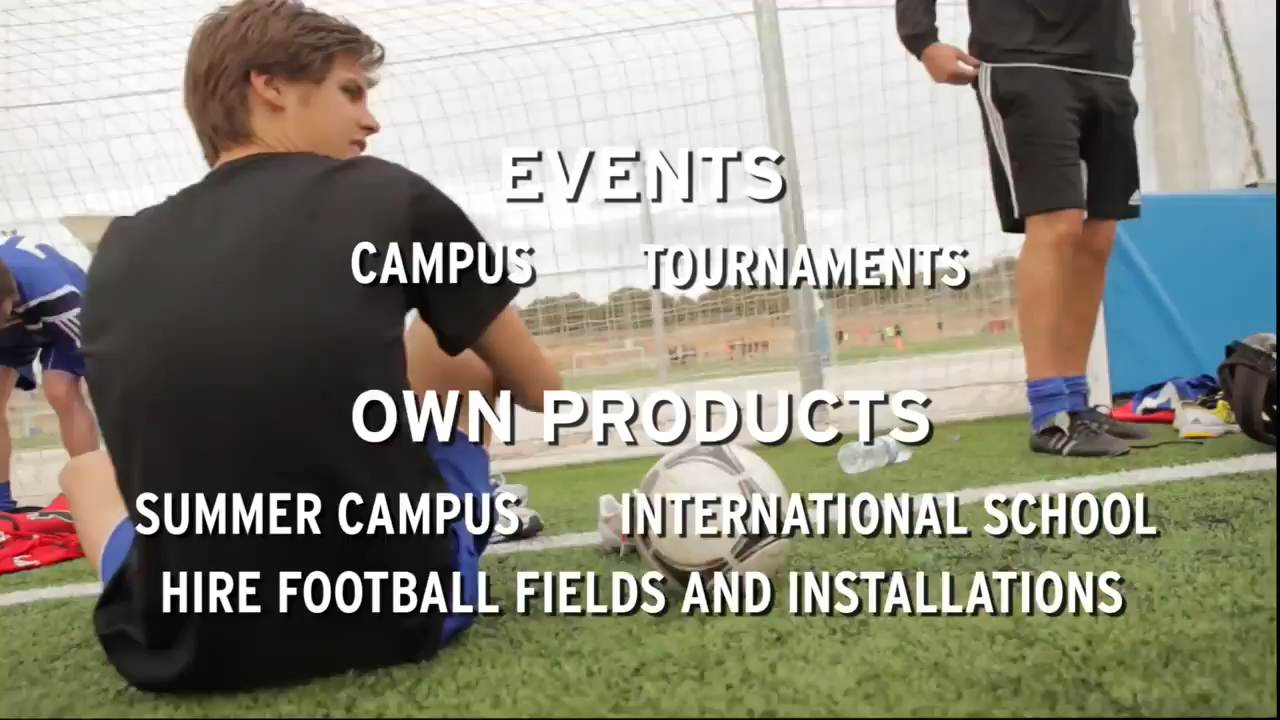 EVENTS
CAMPUS TOURNAMENTS
OWN PRODUCTS
SUMMER CAMPUS INTERNATIONAL SCHOOL
HIRE FOOTBALL FIELDS AND INSTALLATIONS